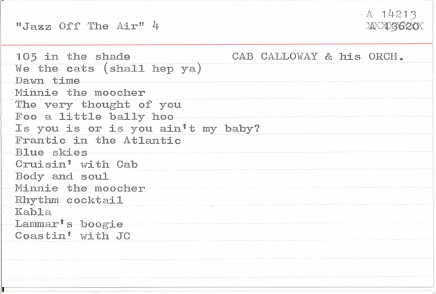 A 14213
"Jazz Off The Air" 4 A 13620
105 in the shade CAB CALLOWAY & his ORCH.
We the cats (shall hep ya)
Dawn time
Minnie the moocher
The very thought of you
Foo a little bally hoo
Is you is or is you ain't my baby?
Frantic in the Atlantic
Blue skies
Cruisin' with Cab
Body and soul
Minnie the moocher
Rhythm cocktail
Kabla
Lammar's boogie
Coastin' with JC